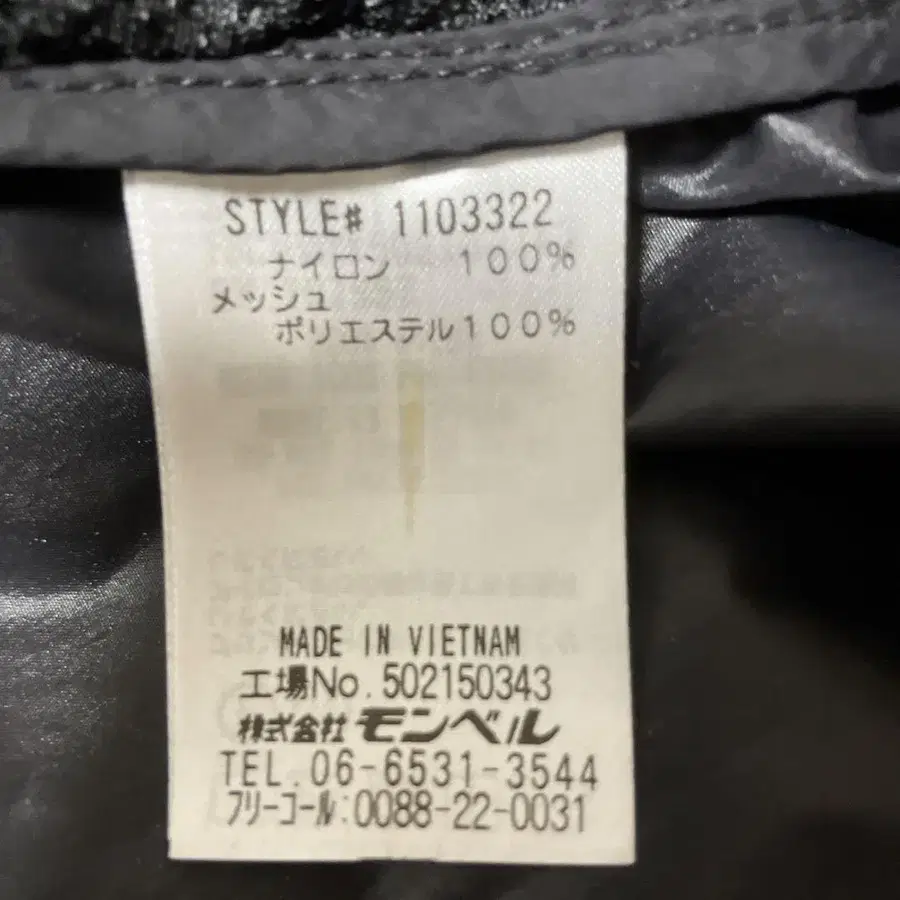 STYLE# 1103322
ナイロン 100%
メッシュ
ポリエステル100%
MADE IN VIETNAM
工場No.502150343
株式会社 モンベル
TEL.06-6531-3544
フリーコール:0088-22-0031